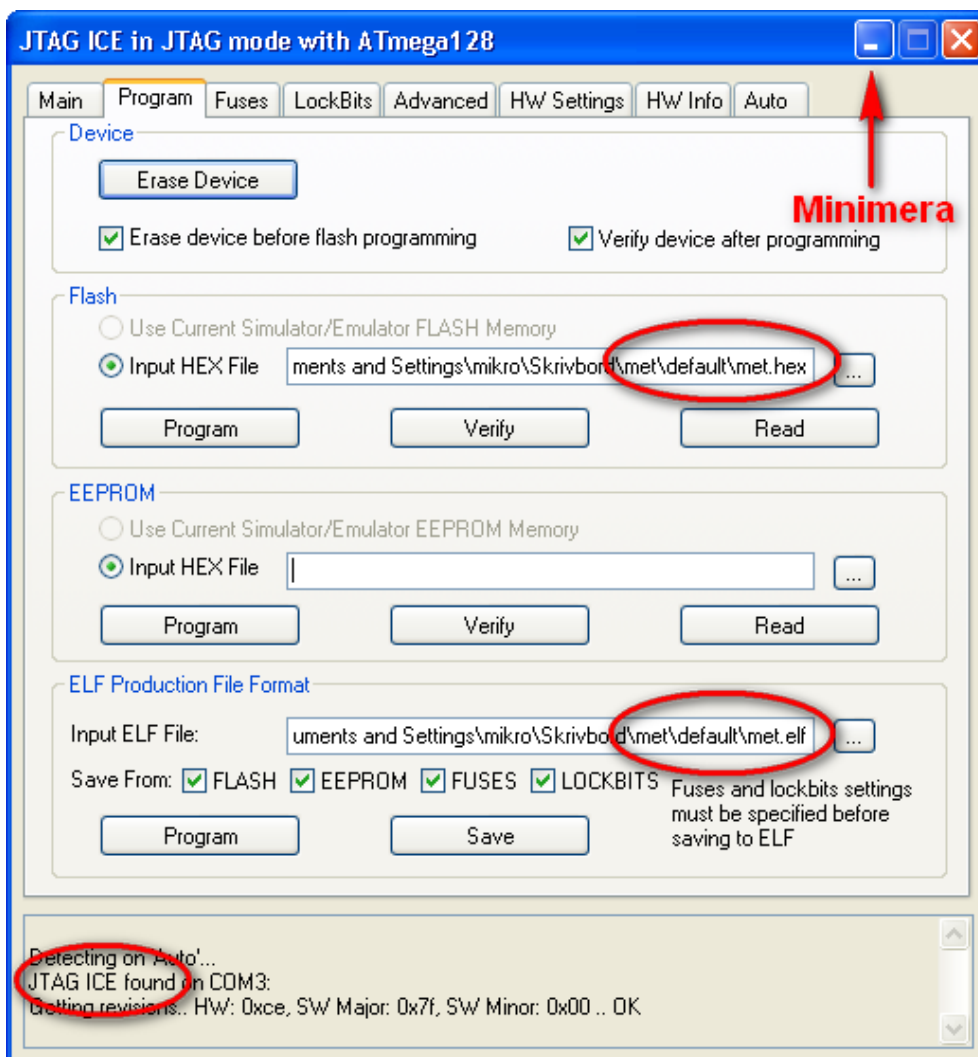 JTAG ICE in JTAG mode with ATmega128
Main Program Fuses LockBits Advanced HW Settings HW Info Auto
Device
Erase Device
Minimera
Erase device before flash programming Verify device after programming
Flash
Use Current Simulator/Emulator FLASH Memory
Input HEX File ments and Settings\mikro\Skrivbord\met\default\met.hex ...
Program Verify Read
EEPROM
Use Current Simulator/Emulator EEPROM Memory
Input HEX File ...
Program Verify Read
ELF Production File Format
Input ELF File: uments and Settings\mikro\Skrivbord\met\default\met.elf ...
Save From: FLASH EEPROM FUSES LOCKBITS
Fuses and lockbits settings
must be specified before
saving to ELF
Program Save
Detecting on 'Auto'...
JTAG ICE found on COM3:
Getting revisions.. HW: 0xce, SW Major: 0x7f, SW Minor: 0x00 .. OK